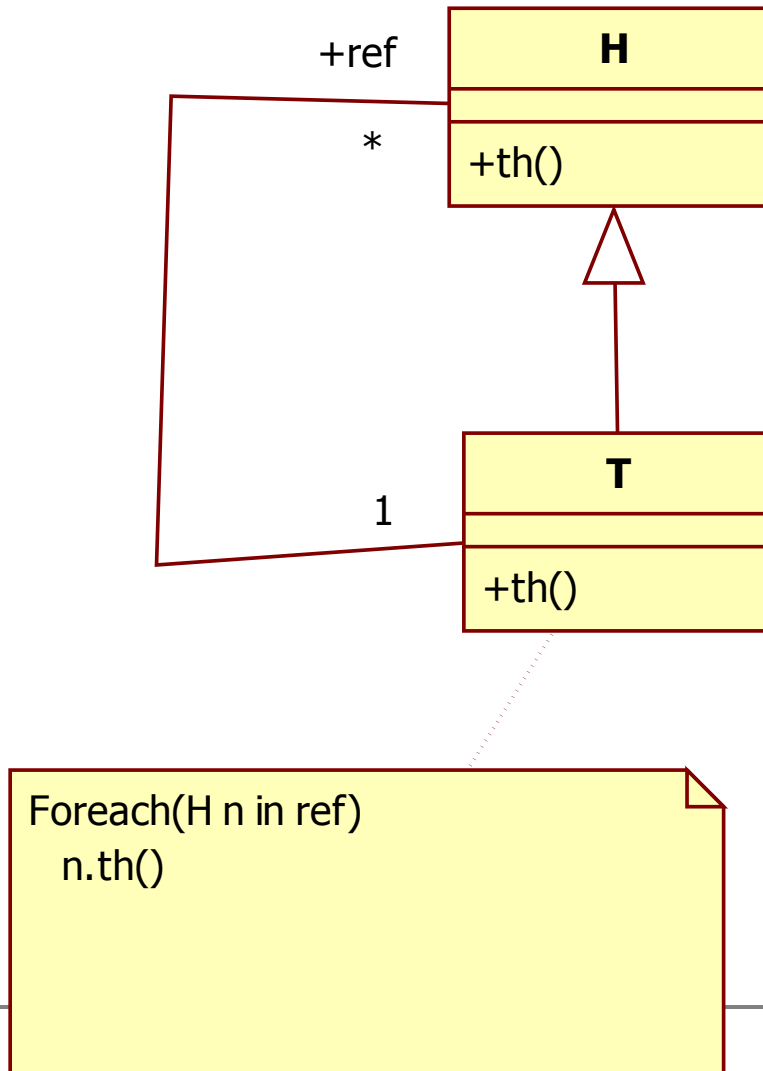 +ref
H
*
+th()
T
1
+th()
Foreach(H n in ref)
n.th()